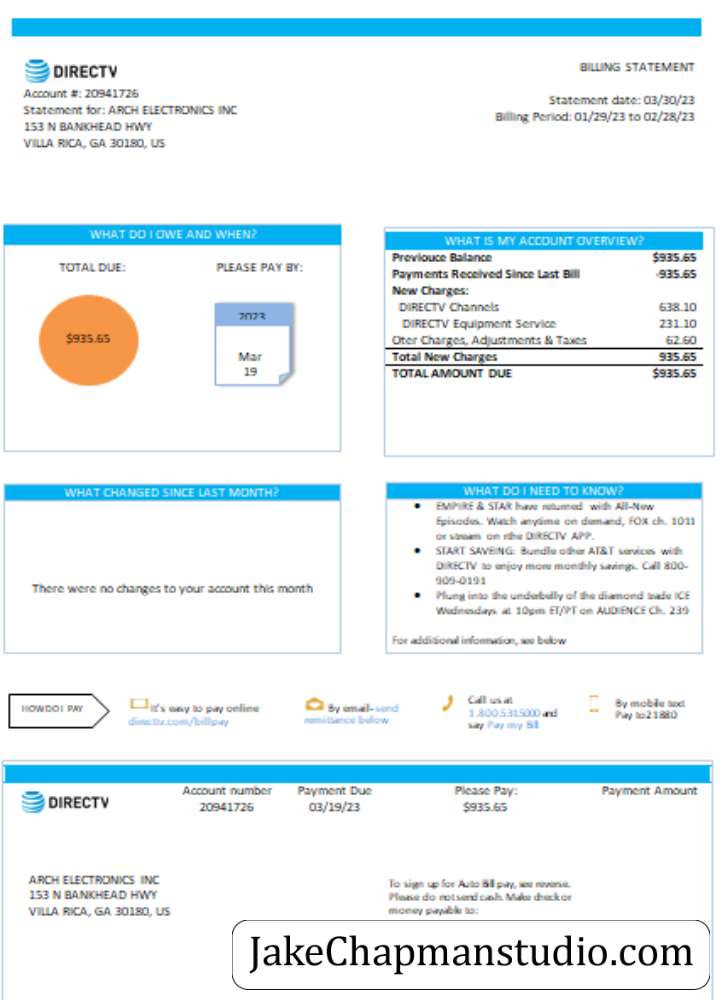 DIRECTV
Account #: 20941726
Statement for: ARCH ELECTRONICS INC
153 N BANKHEAD HWY
VILLA RICA, GA 30180, US
BILLING STATEMENT
Statement date: 03/30/23
Billing Period: 01/29/23 to 02/28/23
WHAT DO I OWE AND WHEN?
TOTAL DUE:
PLEASE PAY BY:
$935.65
2023
Mar
19
WHAT IS MY ACCOUNT OVERVIEW?
Previouce Balance $935.65
Payments Received Since Last Bill -935.65
New Charges:
DIRECTV Channels 638.10
DIRECTV Equipment Service 231.10
Oter Charges, Adjustments & Taxes 62.60
Total New Charges 935.65
TOTAL AMOUNT DUE $935.65
WHAT CHANGED SINCE LAST MONTH?
There were no changes to your account this month
WHAT DO I NEED TO KNOW?
• EMPIRE & STAR have returned with All-New
Episodes. Watch anytime on demand, FOX ch. 1011
or stream on rthe DIRECTV APP.
• START SAVEING: Bundle other AT&T services with
DIRECTV to enjoy more monthly savings. Call 800-
909-0191
• Plung into the underbelly of the diamond trade ICE
Wednesdays at 10pm ET/PT on AUDIENCE Ch. 239
For additional information, see below
HOW DO I PAY
It's easy to pay online
directtv.com/billpay
By email-send
remittance below
Call us at
1.800.5315000 and
say Pay my Bill
By mobile text
Pay to 21880
DIRECTV
Account number
20941726
Payment Due
03/19/23
Please Pay:
$935.65
Payment Amount
ARCH ELECTRONICS INC
153 N BANKHEAD HWY
VILLA RICA, GA 30180, US
To sign up for Auto Bill pay, see reverse.
Please do not send cash. Make check or
money payable to:
JakeChapmanstudio.com